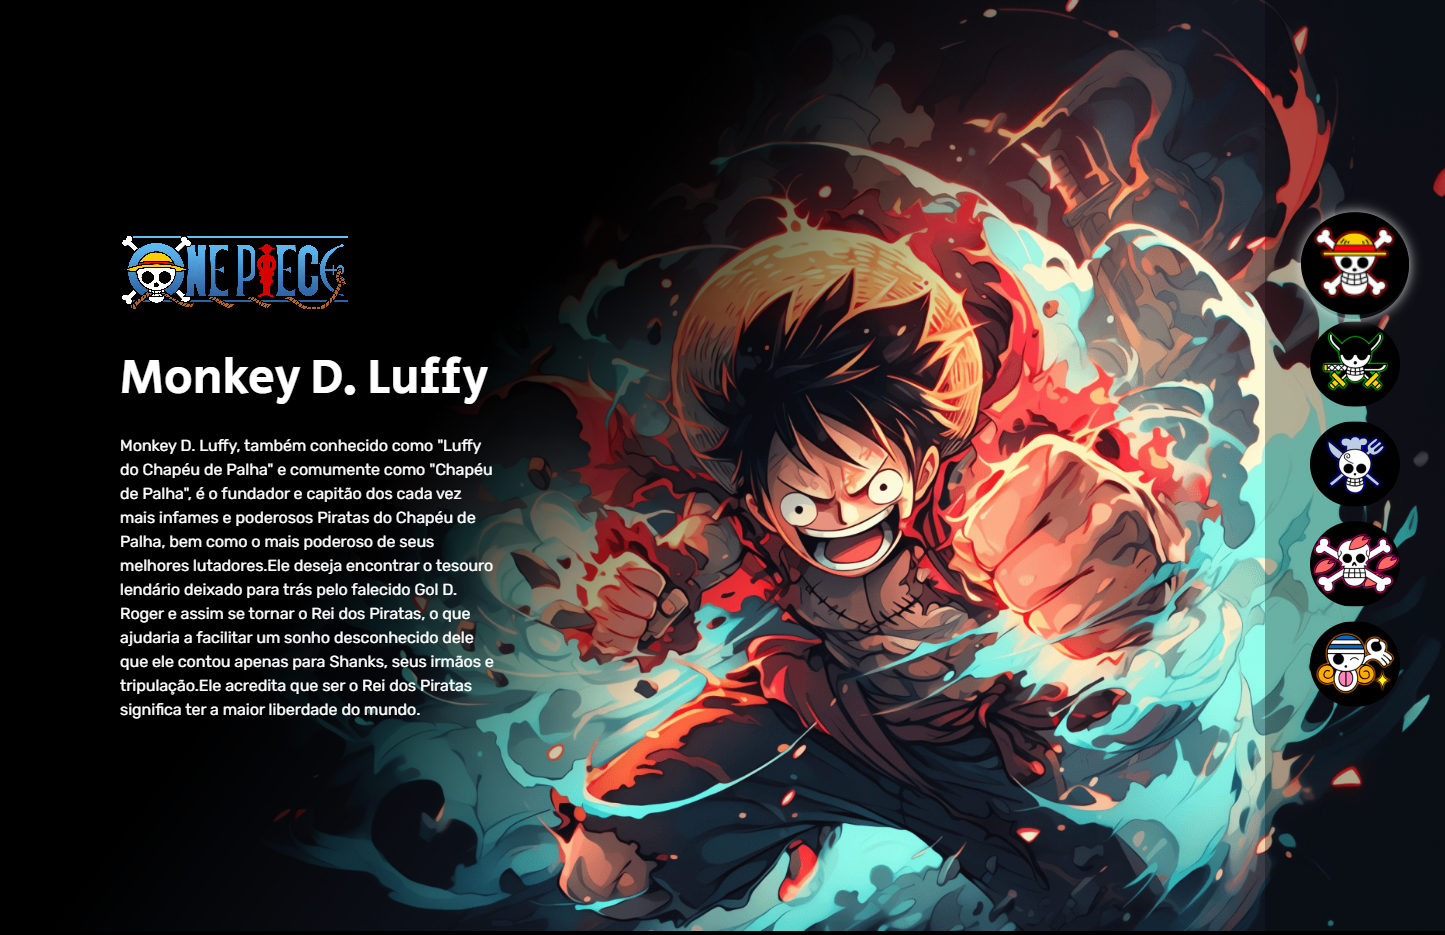 ONE PIECE
Monkey D. Luffy
Monkey D. Luffy, também conhecido como "Luffy
do Chapéu de Palha" e comumente como "Chapéu
de Palha", é o fundador e capitão dos cada vez
mais infames e poderosos Piratas do Chapéu de
Palha, bem como o mais poderoso de seus
melhores lutadores.Ele deseja encontrar o tesouro
lendário deixado para trás pelo falecido Gol D.
Roger e assim se tornar o Rei dos Piratas, o que
ajudaria a facilitar um sonho desconhecido dele
que ele contou apenas para Shanks, seus irmãos e
tripulação.Ele acredita que ser o Rei dos Piratas
significa ter a maior liberdade do mundo.